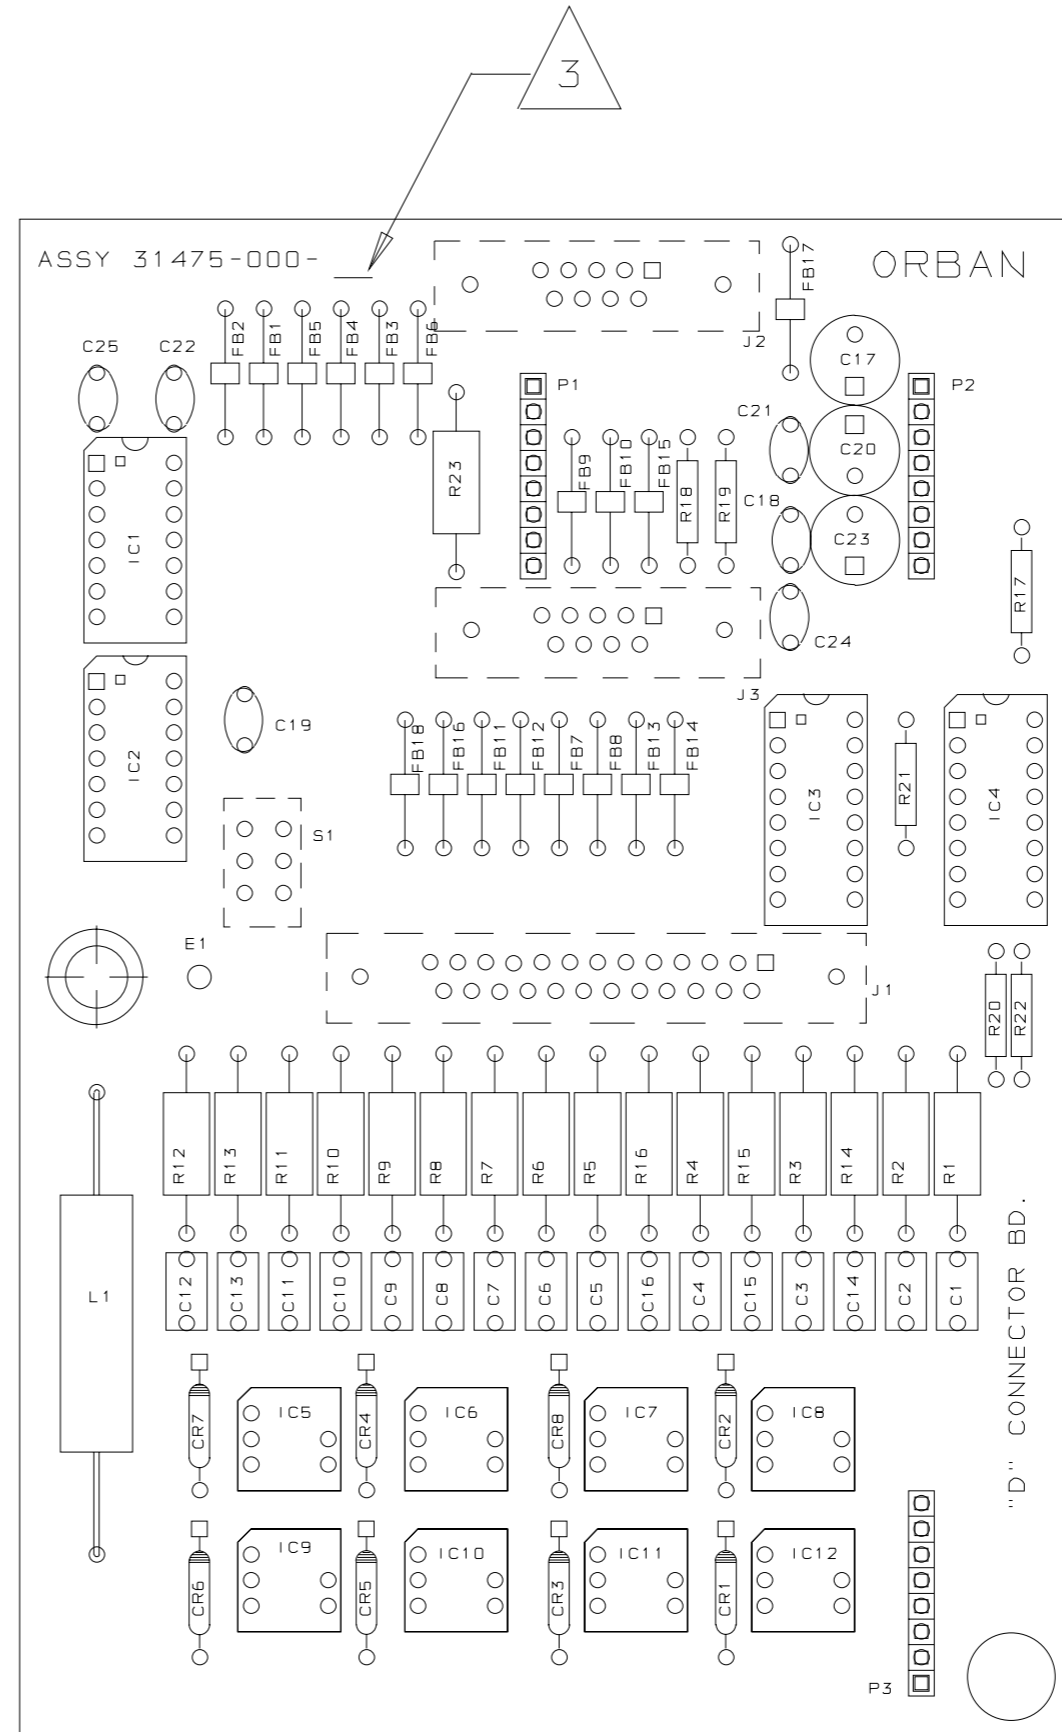 3
ASSY 31475-000-
ORBAN
FB17
J2
FB2
FB1
FB5
FB4
FB3
FB6
C25
C22
C17
P1
P2
C21
C20
R23
FB9
FB10
FB15
R18
R19
C18
C23
IC1
R17
C24
J3
C19
FB18
FB16
FB11
FB12
FB7
FB8
FB13
FB14
IC2
IC3
R21
IC4
S1
E1
J1
R20
R22
R12
R13
R11
R10
R9
R8
R7
R6
R5
R16
R4
R15
R3
R14
R2
R1
L1
C12
C13
C11
C10
C9
C8
C7
C6
C5
C16
C4
C15
C3
C14
C2
C1
"D" CONNECTOR BD.
CR7
IC5
CR4
IC6
CR8
IC7
CR2
IC8
CR6
IC9
CR5
IC10
CR3
IC11
CR1
IC12
P3